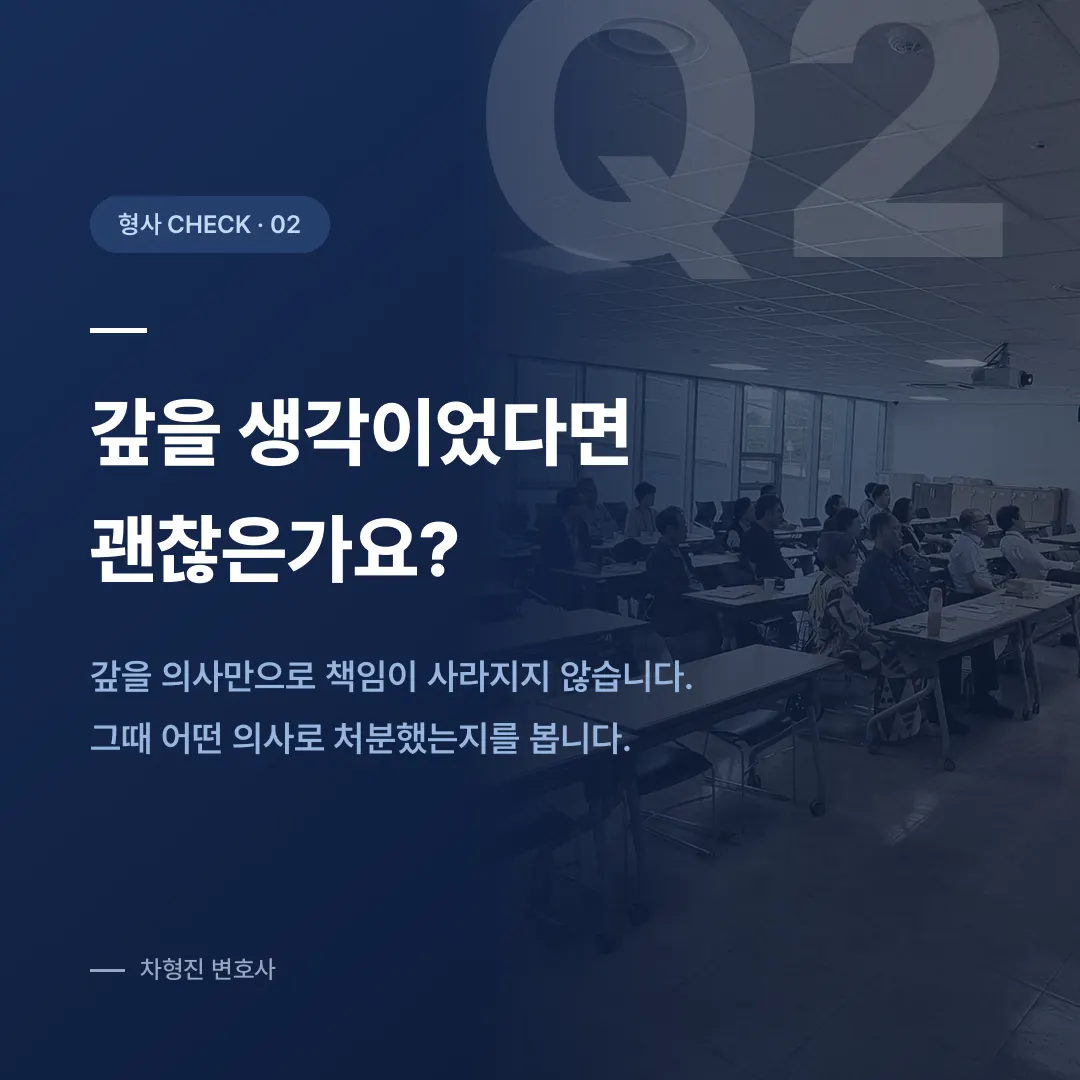 Q2
형사 CHECK · 02
갚을 생각이었다면
괜찮은가요?
갚을 의사만으로 책임이 사라지지 않습니다.
그때 어떤 의사로 처분했는지를 봅니다.
차형진 변호사